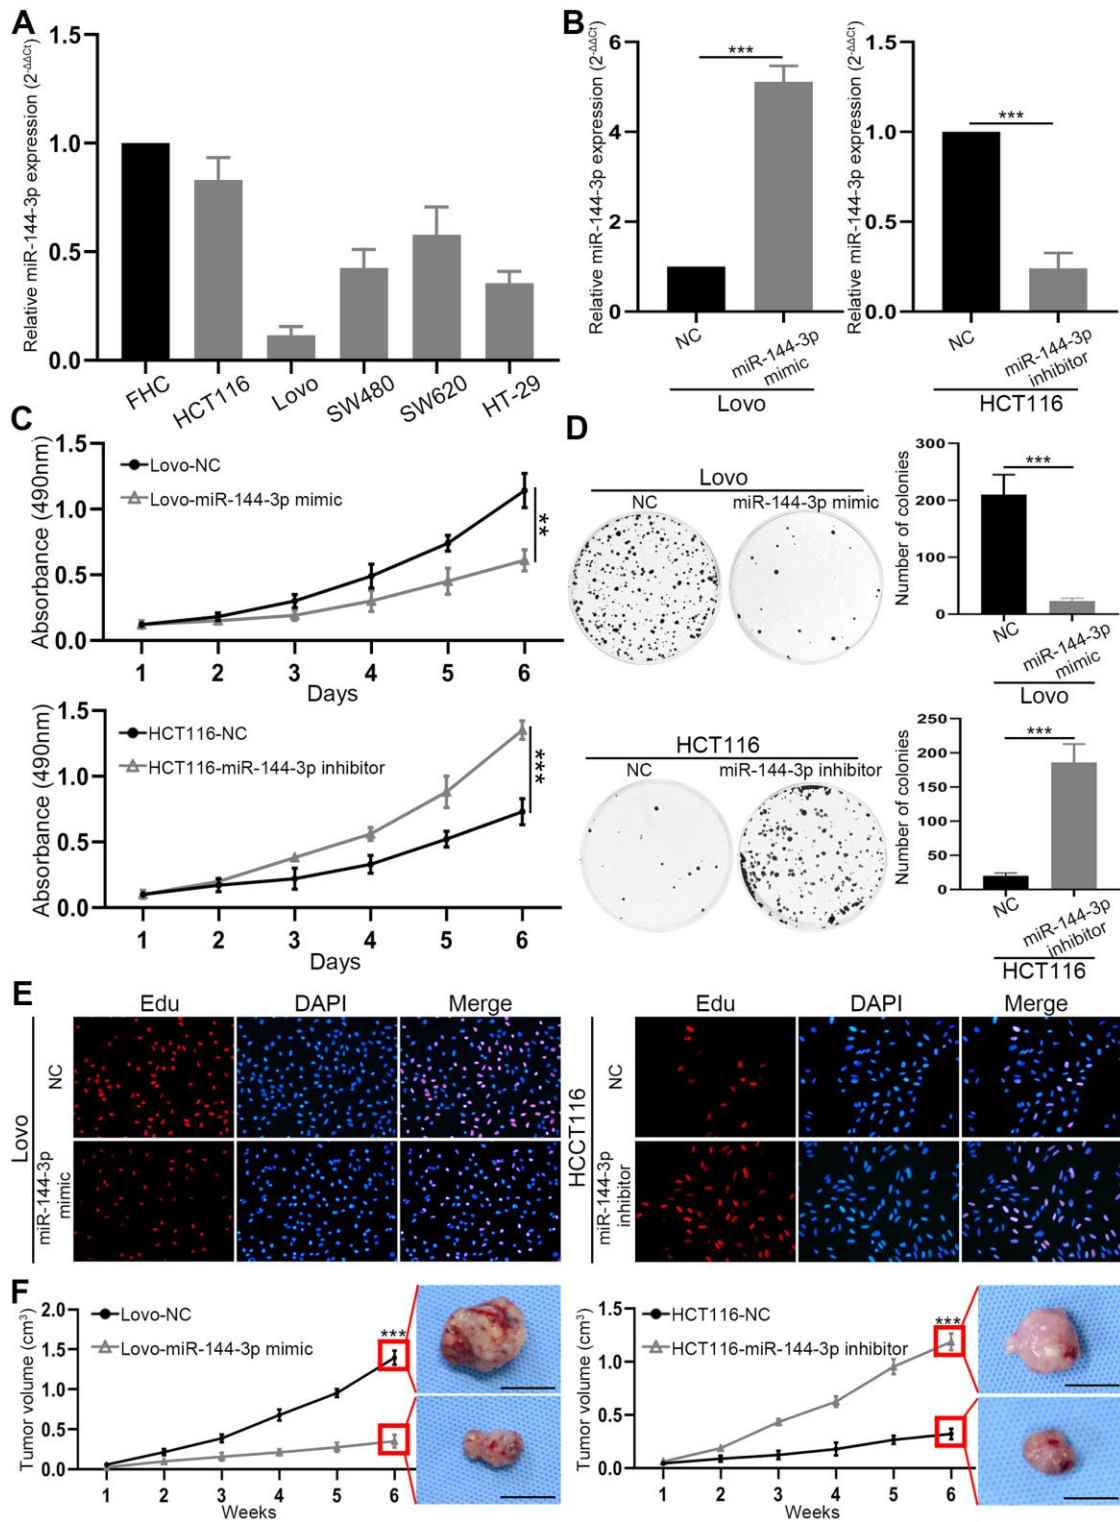 A
Relative miR-144-3p expression (2-ΔΔCt)
1.5
1.0
0.5
0.0
FHC
HCT116
Lovo
SW480
SW620
HT-29
B
Relative miR-144-3p expression (2-ΔΔCt)
6
4
2
0
***
NC
miR-144-3p
mimic
Lovo
Relative miR-144-3p expression (2-ΔΔCt)
1.5
1.0
0.5
0.0
***
NC
miR-144-3p
inhibitor
HCT116
C
Absorbance (490nm)
1.5
1.0
0.5
0.0
Lovo-NC
Lovo-miR-144-3p mimic
**
1 2 3 4 5 6
Days
Absorbance (490nm)
1.5
1.0
0.5
0.0
HCT116-NC
HCT116-miR-144-3p inhibitor
***
1 2 3 4 5 6
Days
D
Lovo
NC miR-144-3p mimic
Number of colonies
300
200
100
0
***
NC
miR-144-3p
mimic
Lovo
HCT116
NC miR-144-3p inhibitor
Number of colonies
250
200
150
100
50
0
***
NC
miR-144-3p
inhibitor
HCT116
E
Edu DAPI Merge
Lovo
NC
miR-144-3p
mimic
Edu DAPI Merge
HCCT116
NC
miR-144-3p
inhibitor
F
Tumor volume (cm3)
2.0
1.5
1.0
0.5
0.0
Lovo-NC
Lovo-miR-144-3p mimic
***
1 2 3 4 5 6
Weeks
Tumor volume (cm3)
1.5
1.0
0.5
0.0
HCT116-NC
HCT116-miR-144-3p inhibitor
***
1 2 3 4 5 6
Weeks